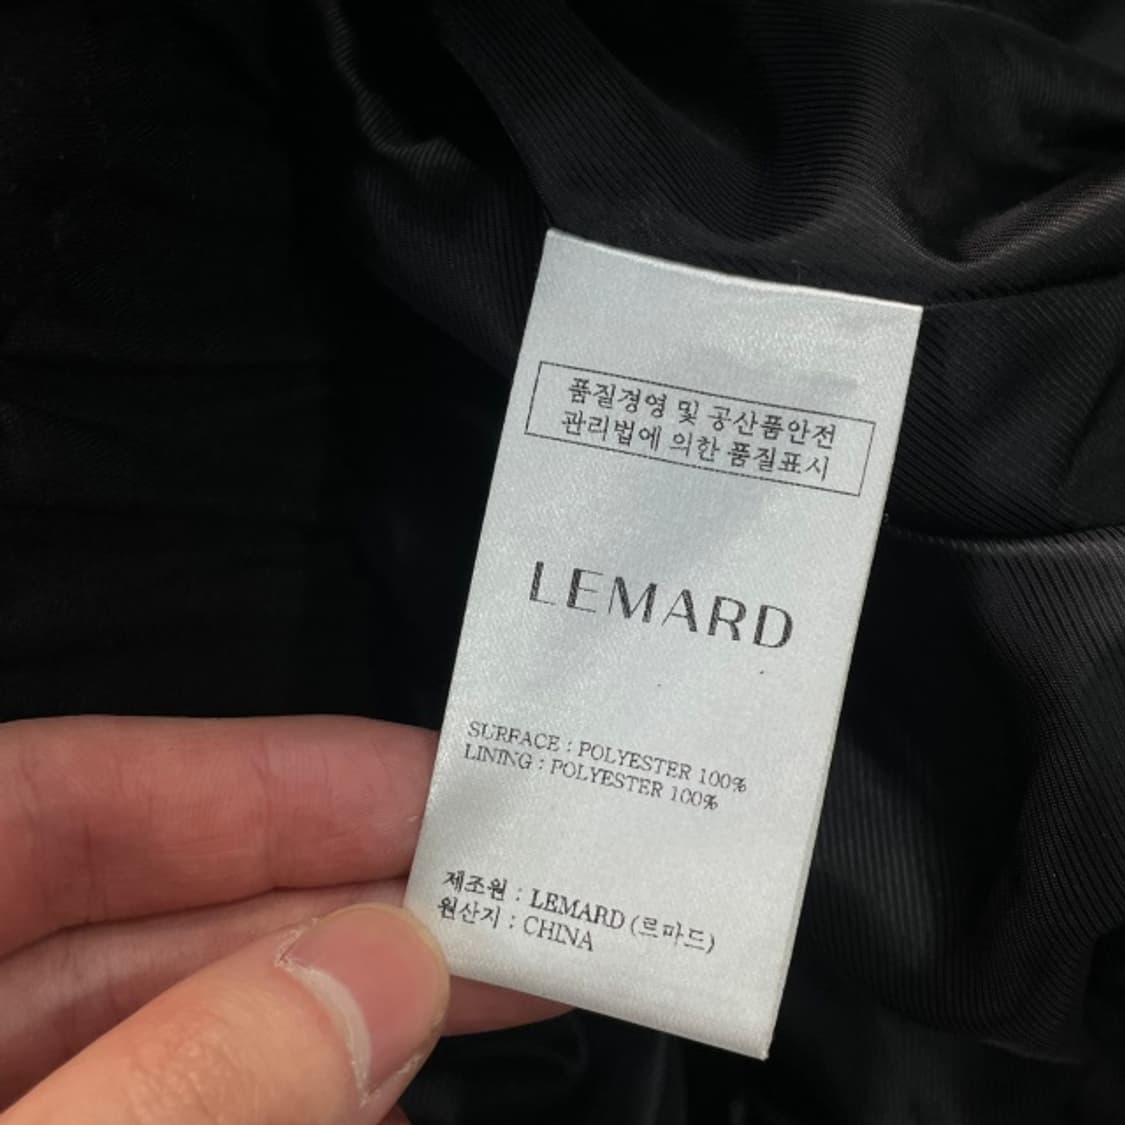 품질경영 및 공산품안전
관리법에 의한 품질표시
LEMARD
SURFACE : POLYESTER 100%
LINING : POLYESTER 100%
제조원 : LEMARD (르마드)
원산지 : CHINA